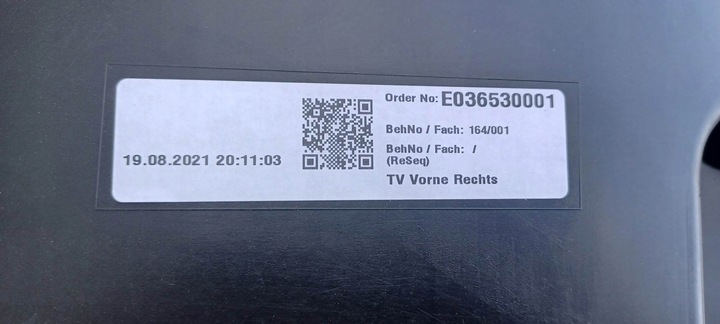 Order No: E036530001
BehNo / Fach: 164/001
BehNo / Fach: /
(ReSeq)
19.08.2021 20:11:03
TV Vorne Rechts